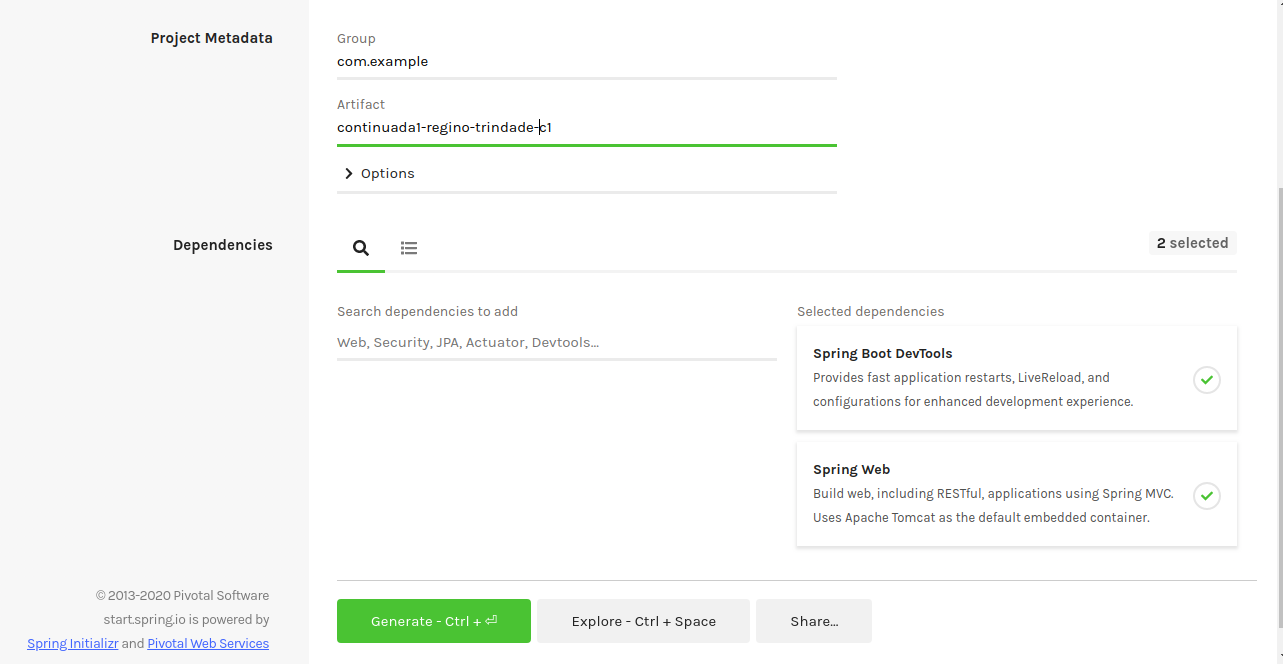 Project Metadata
Group
com.example
Artifact
continuada1-regino-trindade-c1
Options
Dependencies
2 selected
Search dependencies to add
Web, Security, JPA, Actuator, Devtools...
Selected dependencies
Spring Boot DevTools
Provides fast application restarts, LiveReload, and
configurations for enhanced development experience.
Spring Web
Build web, including RESTful, applications using Spring MVC.
Uses Apache Tomcat as the default embedded container.
© 2013-2020 Pivotal Software
start.spring.io is powered by
Spring Initializr and Pivotal Web Services
Generate - Ctrl + ⏎
Explore - Ctrl + Space
Share...